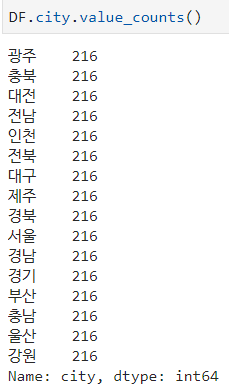 DF.city.value_counts()
광주 216
충북 216
대전 216
전남 216
인천 216
전북 216
대구 216
제주 216
경북 216
서울 216
경남 216
경기 216
부산 216
충남 216
울산 216
강원 216
Name: city, dtype: int64